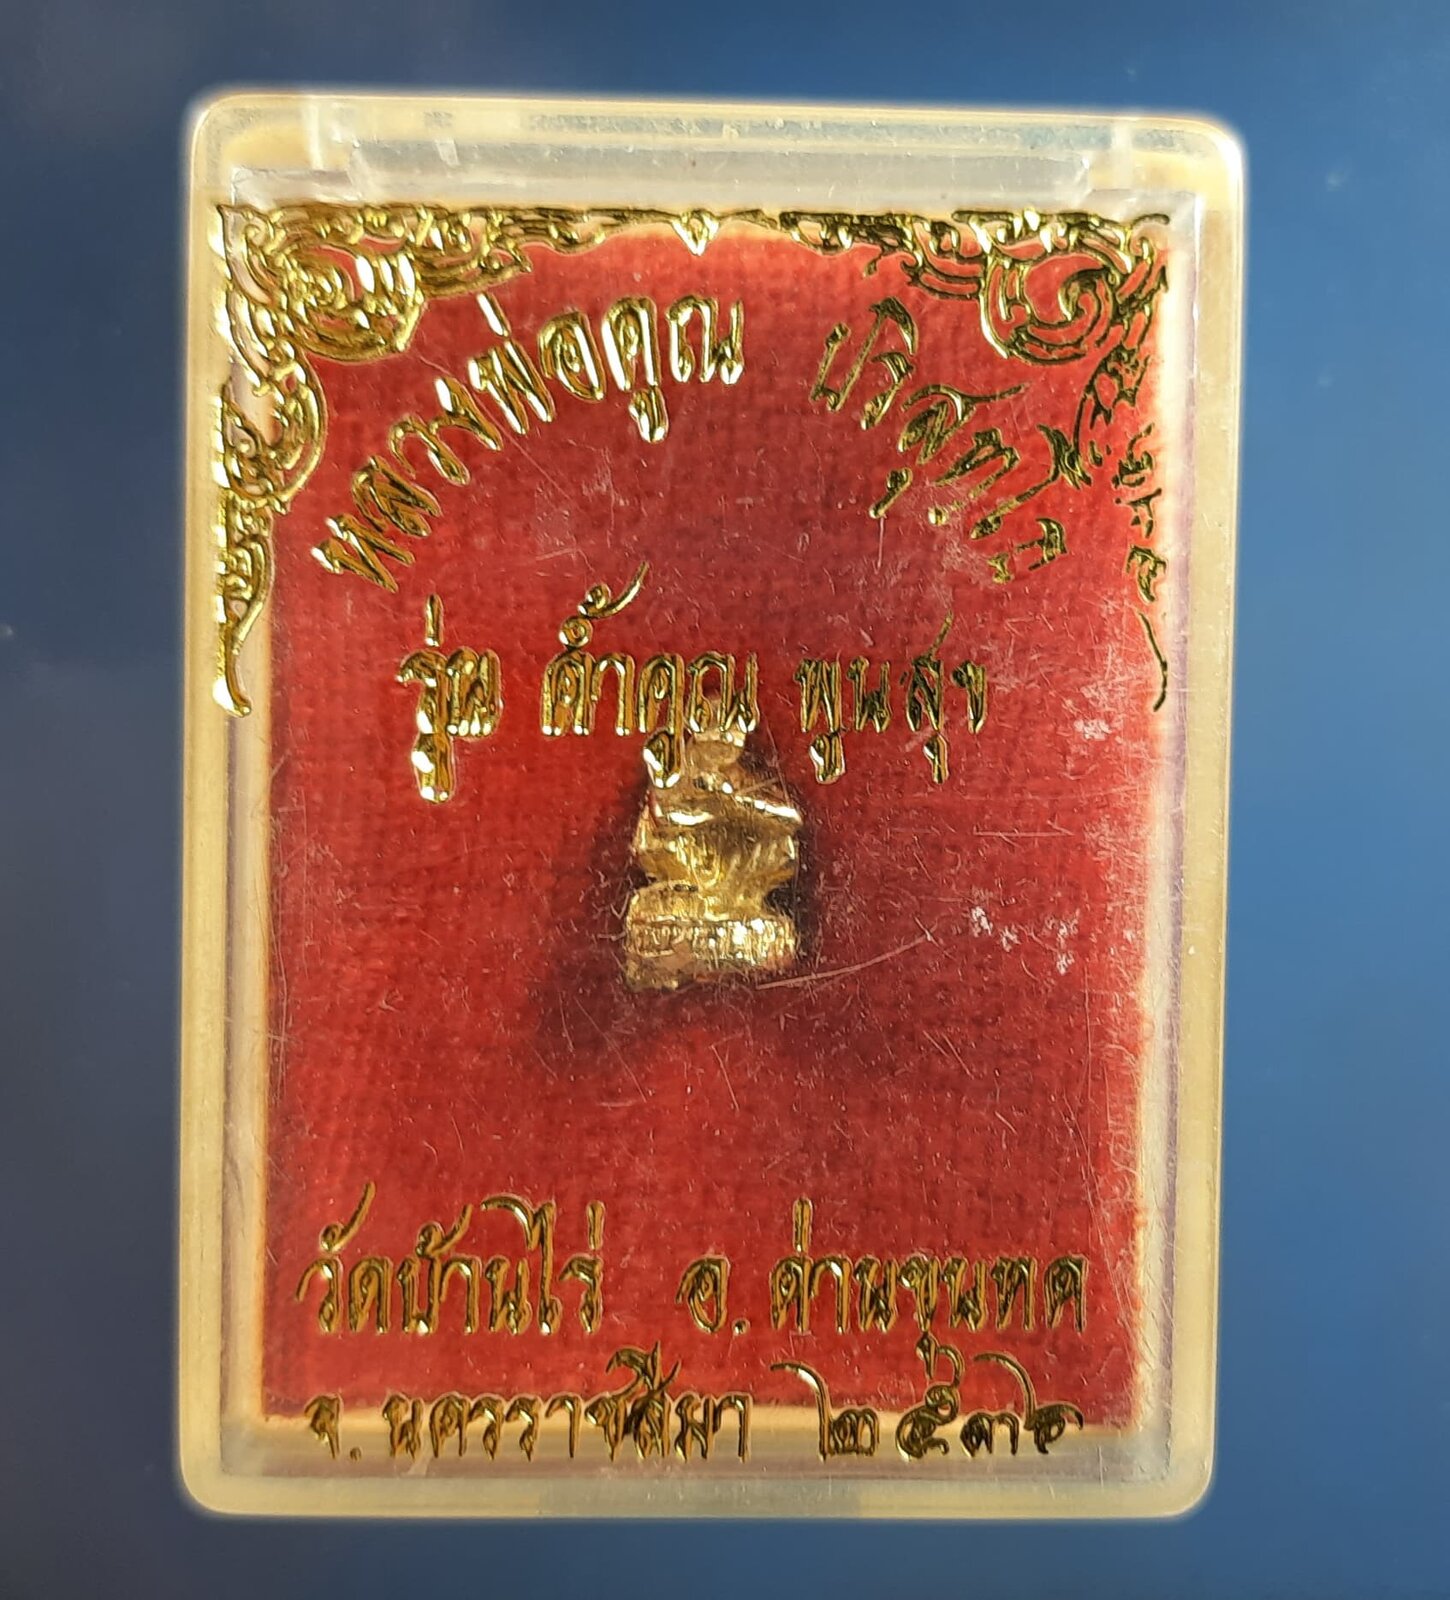 หลวงพ่อคูณ ปริสุทฺโธ
รุ่น ค้ำคูณ พูนสุข
วัดบ้านไร่ อ.ด่านขุนทด
จ.นครราชสีมา ๒๕๓๖